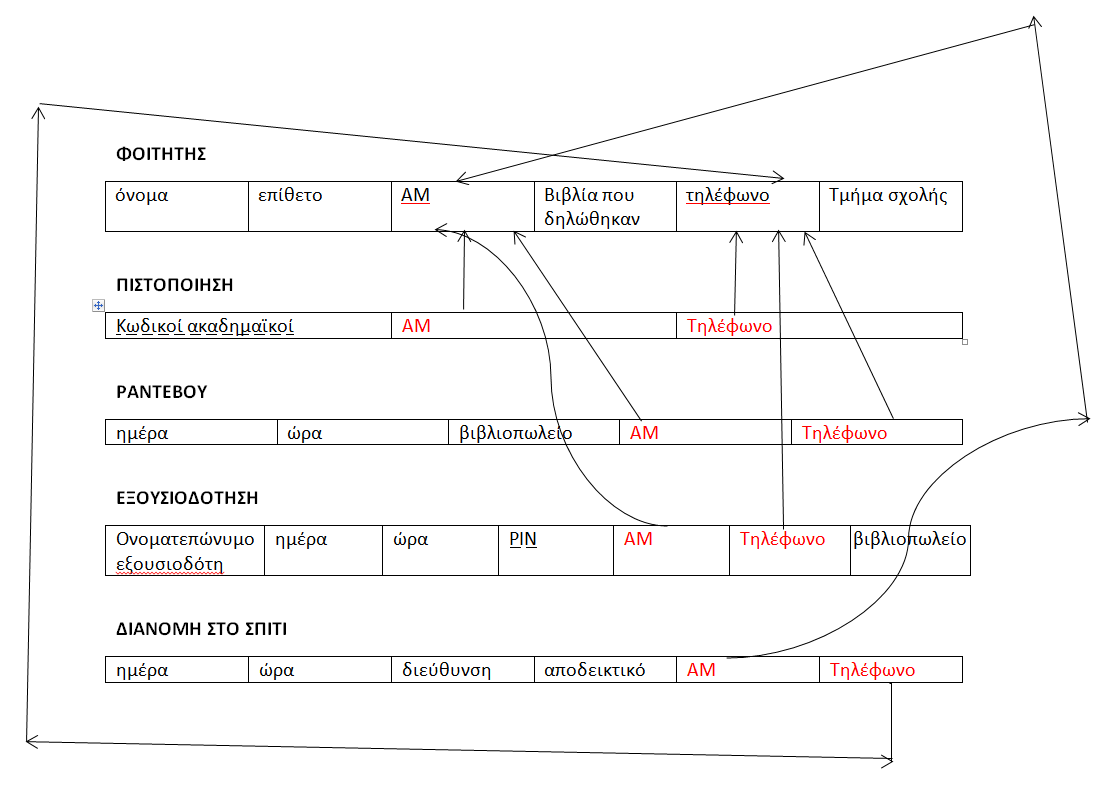 ΦΟΙΤΗΤΗΣ
όνομα επίθετο ΑΜ Βιβλία που τηλέφωνο Τμήμα σχολής
δηλώθηκαν
ΠΙΣΤΟΠΟΙΗΣΗ
Κωδικοί ακαδημαϊκοί ΑΜ Τηλέφωνο
ΡΑΝΤΕΒΟΥ
ημέρα ώρα βιβλιοπωλείο ΑΜ Τηλέφωνο
ΕΞΟΥΣΙΟΔΟΤΗΣΗ
Ονοματεπώνυμο ημέρα ώρα PIN ΑΜ Τηλέφωνο βιβλιοπωλείο
εξουσιοδότη
ΔΙΑΝΟΜΗ ΣΤΟ ΣΠΙΤΙ
ημέρα ώρα διεύθυνση αποδεικτικό ΑΜ Τηλέφωνο